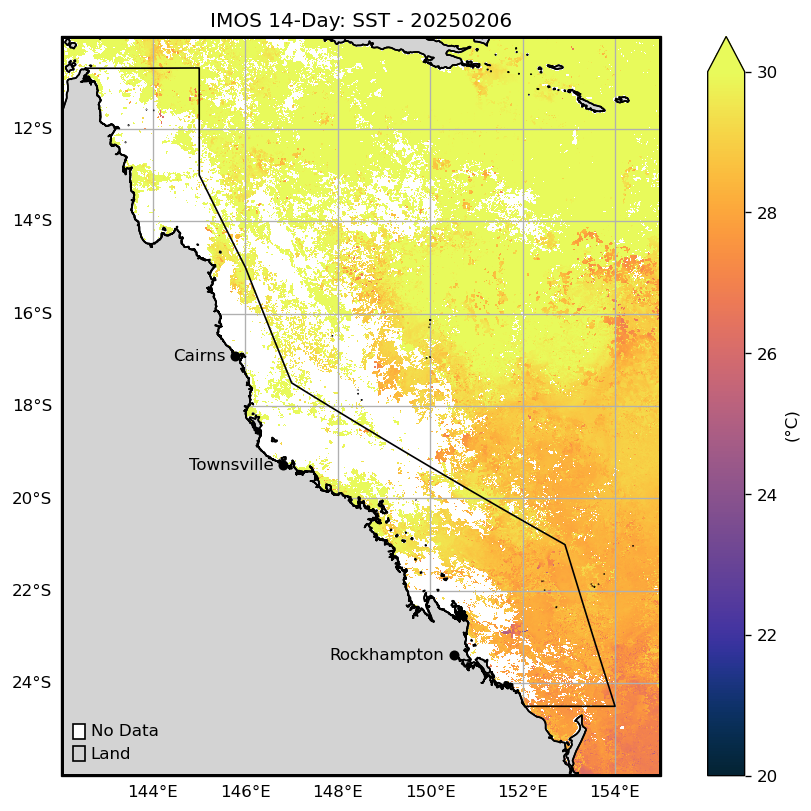 IMOS 14-Day: SST - 20250206
12°S
14°S
16°S
18°S
20°S
22°S
24°S
Cairns
Townsville
Rockhampton
No Data
Land
144°E 146°E 148°E 150°E 152°E 154°E
30
28
26
24
22
20
(°C)